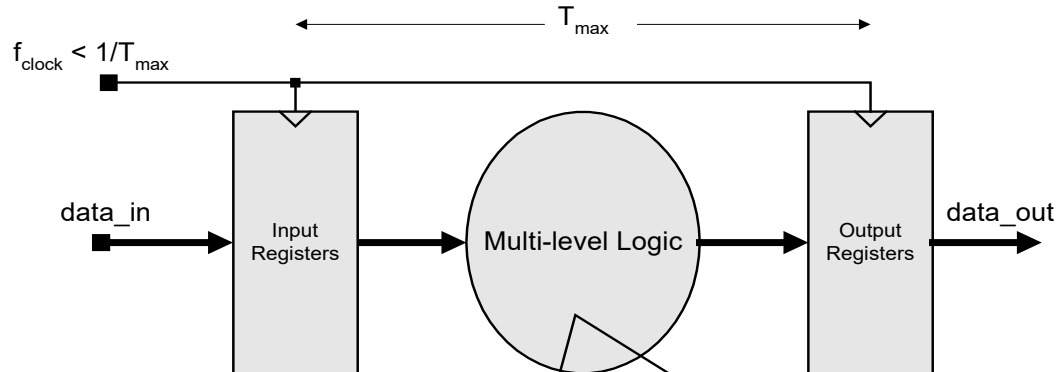 T_max
f_clock < 1/T_max
data_in
Input
Registers
Multi-level Logic
Output
Registers
data_out